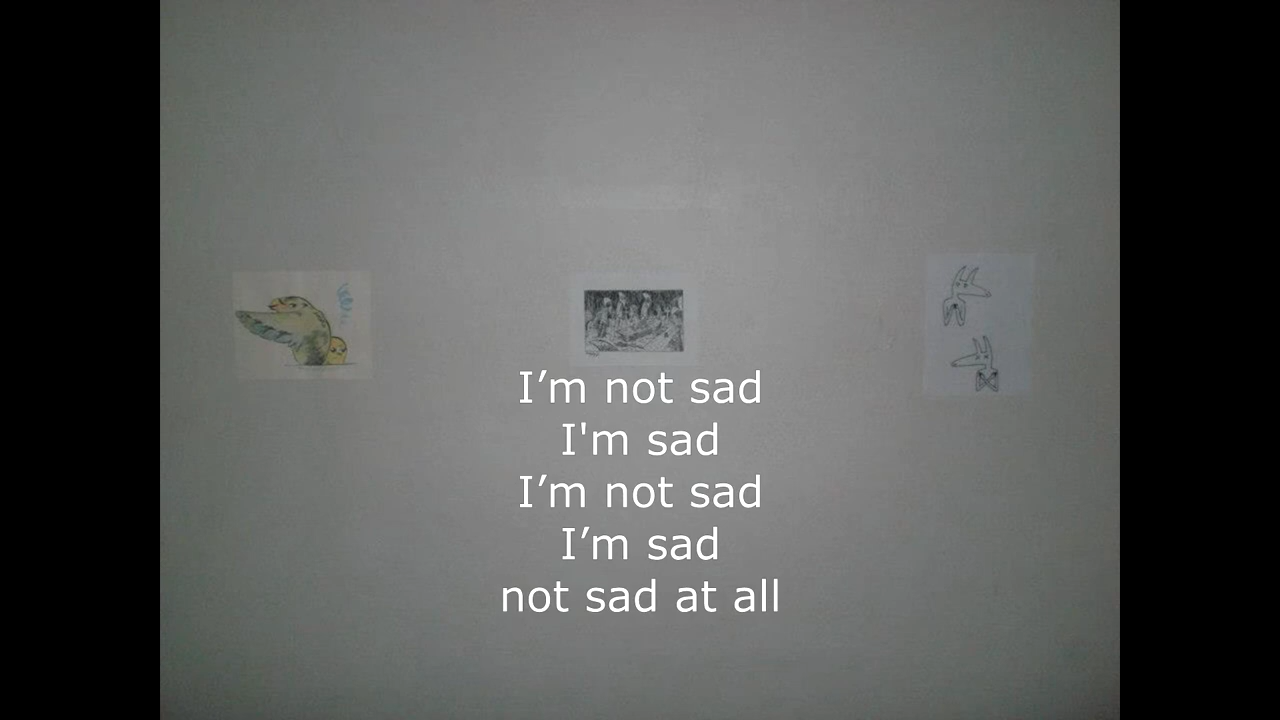 I’m not sad
I'm sad
I’m not sad
I’m sad
not sad at all